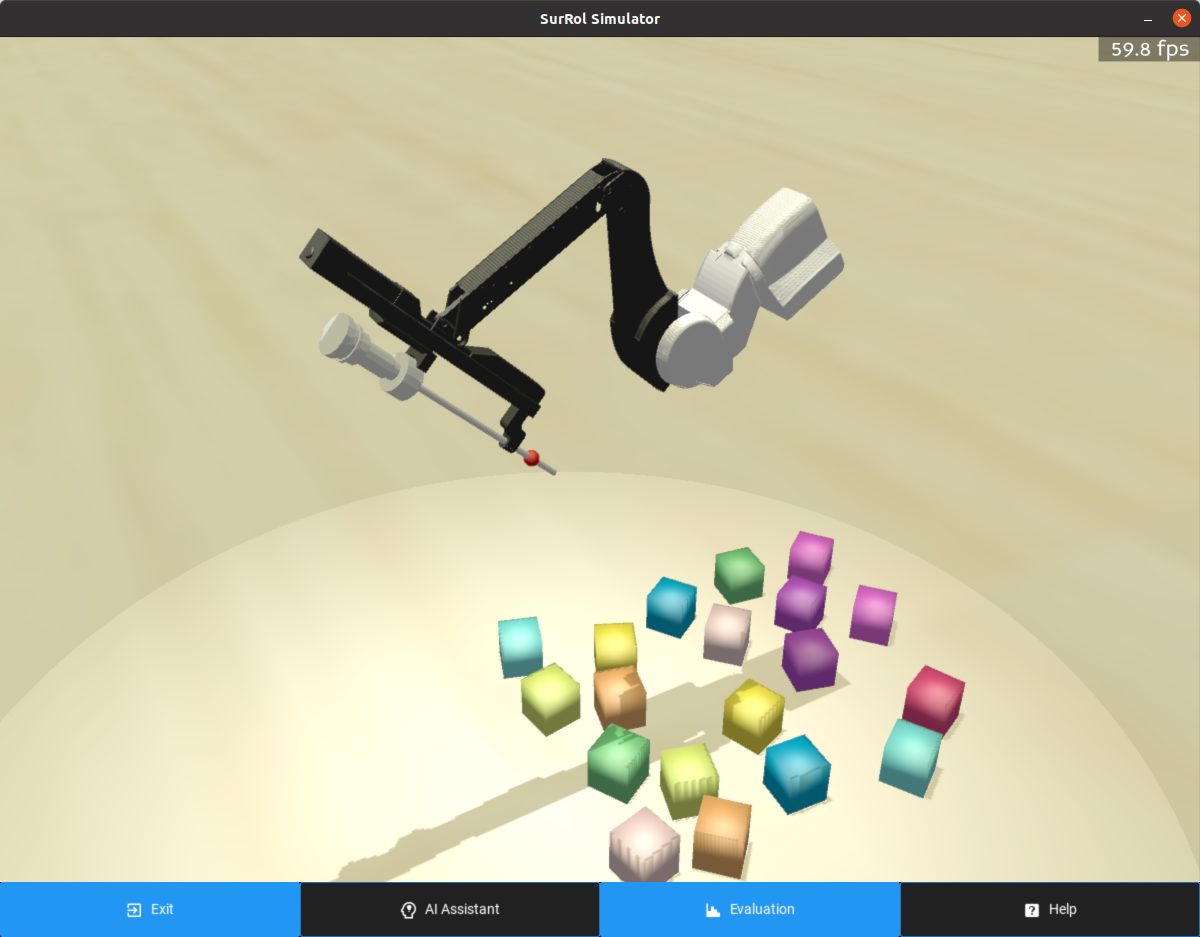 SurRol Simulator
59.8 fps
Exit
AI Assistant
Evaluation
Help